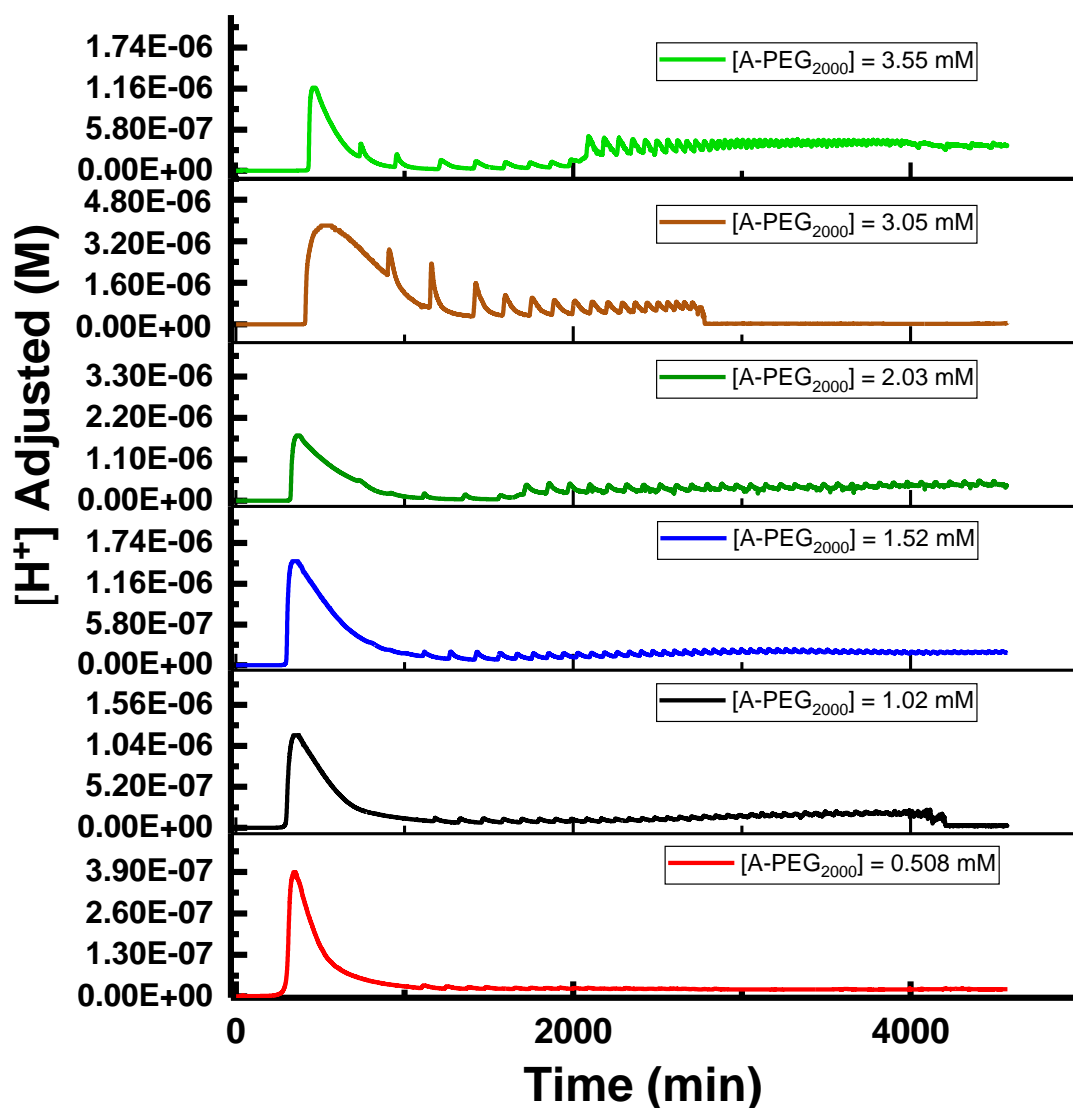 [H⁺] Adjusted (M)
1.74E-06
1.16E-06
5.80E-07
0.00E+00
[A-PEG₂₀₀₀] = 3.55 mM
4.80E-06
3.20E-06
1.60E-06
0.00E+00
[A-PEG₂₀₀₀] = 3.05 mM
3.30E-06
2.20E-06
1.10E-06
0.00E+00
[A-PEG₂₀₀₀] = 2.03 mM
1.74E-06
1.16E-06
5.80E-07
0.00E+00
[A-PEG₂₀₀₀] = 1.52 mM
1.56E-06
1.04E-06
5.20E-07
0.00E+00
[A-PEG₂₀₀₀] = 1.02 mM
3.90E-07
2.60E-07
1.30E-07
0.00E+00
[A-PEG₂₀₀₀] = 0.508 mM
0 2000 4000
Time (min)